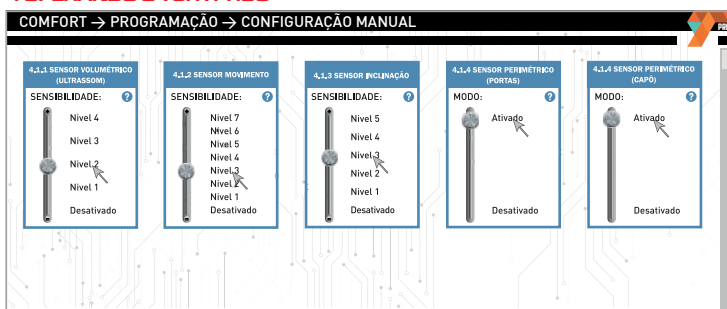 COMFORT → PROGRAMAÇÃO → CONFIGURAÇÃO MANUAL
4.1.1 SENSOR VOLUMÉTRICO
(ULTRASSOM)
SENSIBILIDADE: ?
Nivel 4
Nivel 3
Nivel 2
Nivel 1
Desativado
4.1.2 SENSOR MOVIMENTO
SENSIBILIDADE: ?
Nivel 7
Nivel 6
Nivel 5
Nivel 4
Nivel 3
Nivel 2
Nivel 1
Desativado
4.1.3 SENSOR INCLINAÇÃO
SENSIBILIDADE: ?
Nivel 5
Nivel 4
Nivel 3
Nivel 2
Nivel 1
Desativado
4.1.4 SENSOR PERIMÉTRICO
(PORTAS)
MODO: ?
Ativado
Desativado
4.1.4 SENSOR PERIMÉTRICO
(CAPÔ)
MODO: ?
Ativado
Desativado